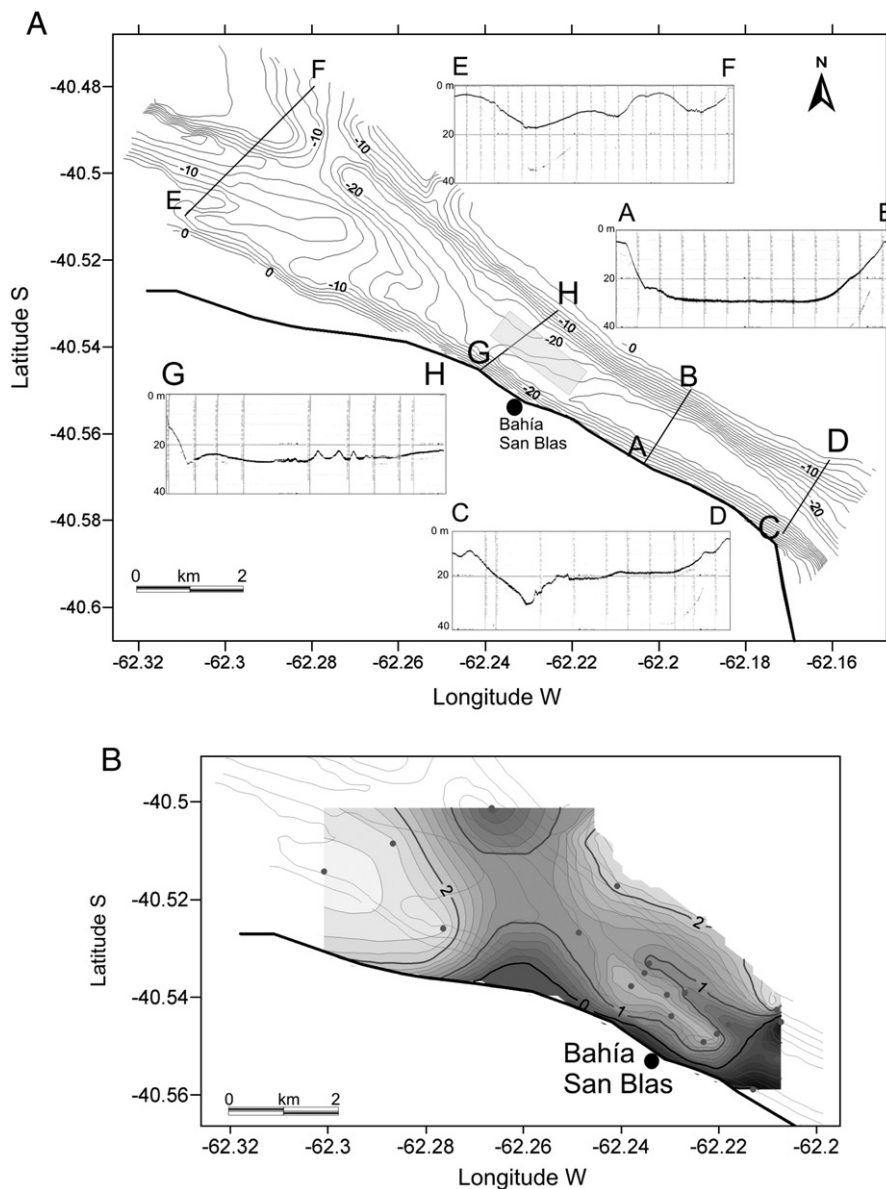 A
N
-40.48
-40.5
-40.52
-40.54
-40.56
-40.58
-40.6
Latitude S
F
E
-10
-10
-10
-20
0
0
-10
E F
0 m
20
40
A B
0 m
20
40
H
-10
-20
0
G
-20
B
Bahía
San Blas
A
D
-10
-20
C
G H
0 m
20
40
C D
0 m
20
40
0 km 2
-62.32 -62.3 -62.28 -62.26 -62.24 -62.22 -62.2 -62.18 -62.16
Longitude W
B
-40.5
-40.52
-40.54
-40.56
Latitude S
2
2
1
0
1
Bahía
San Blas
0 km 2
-62.32 -62.3 -62.28 -62.26 -62.24 -62.22 -62.2
Longitude W